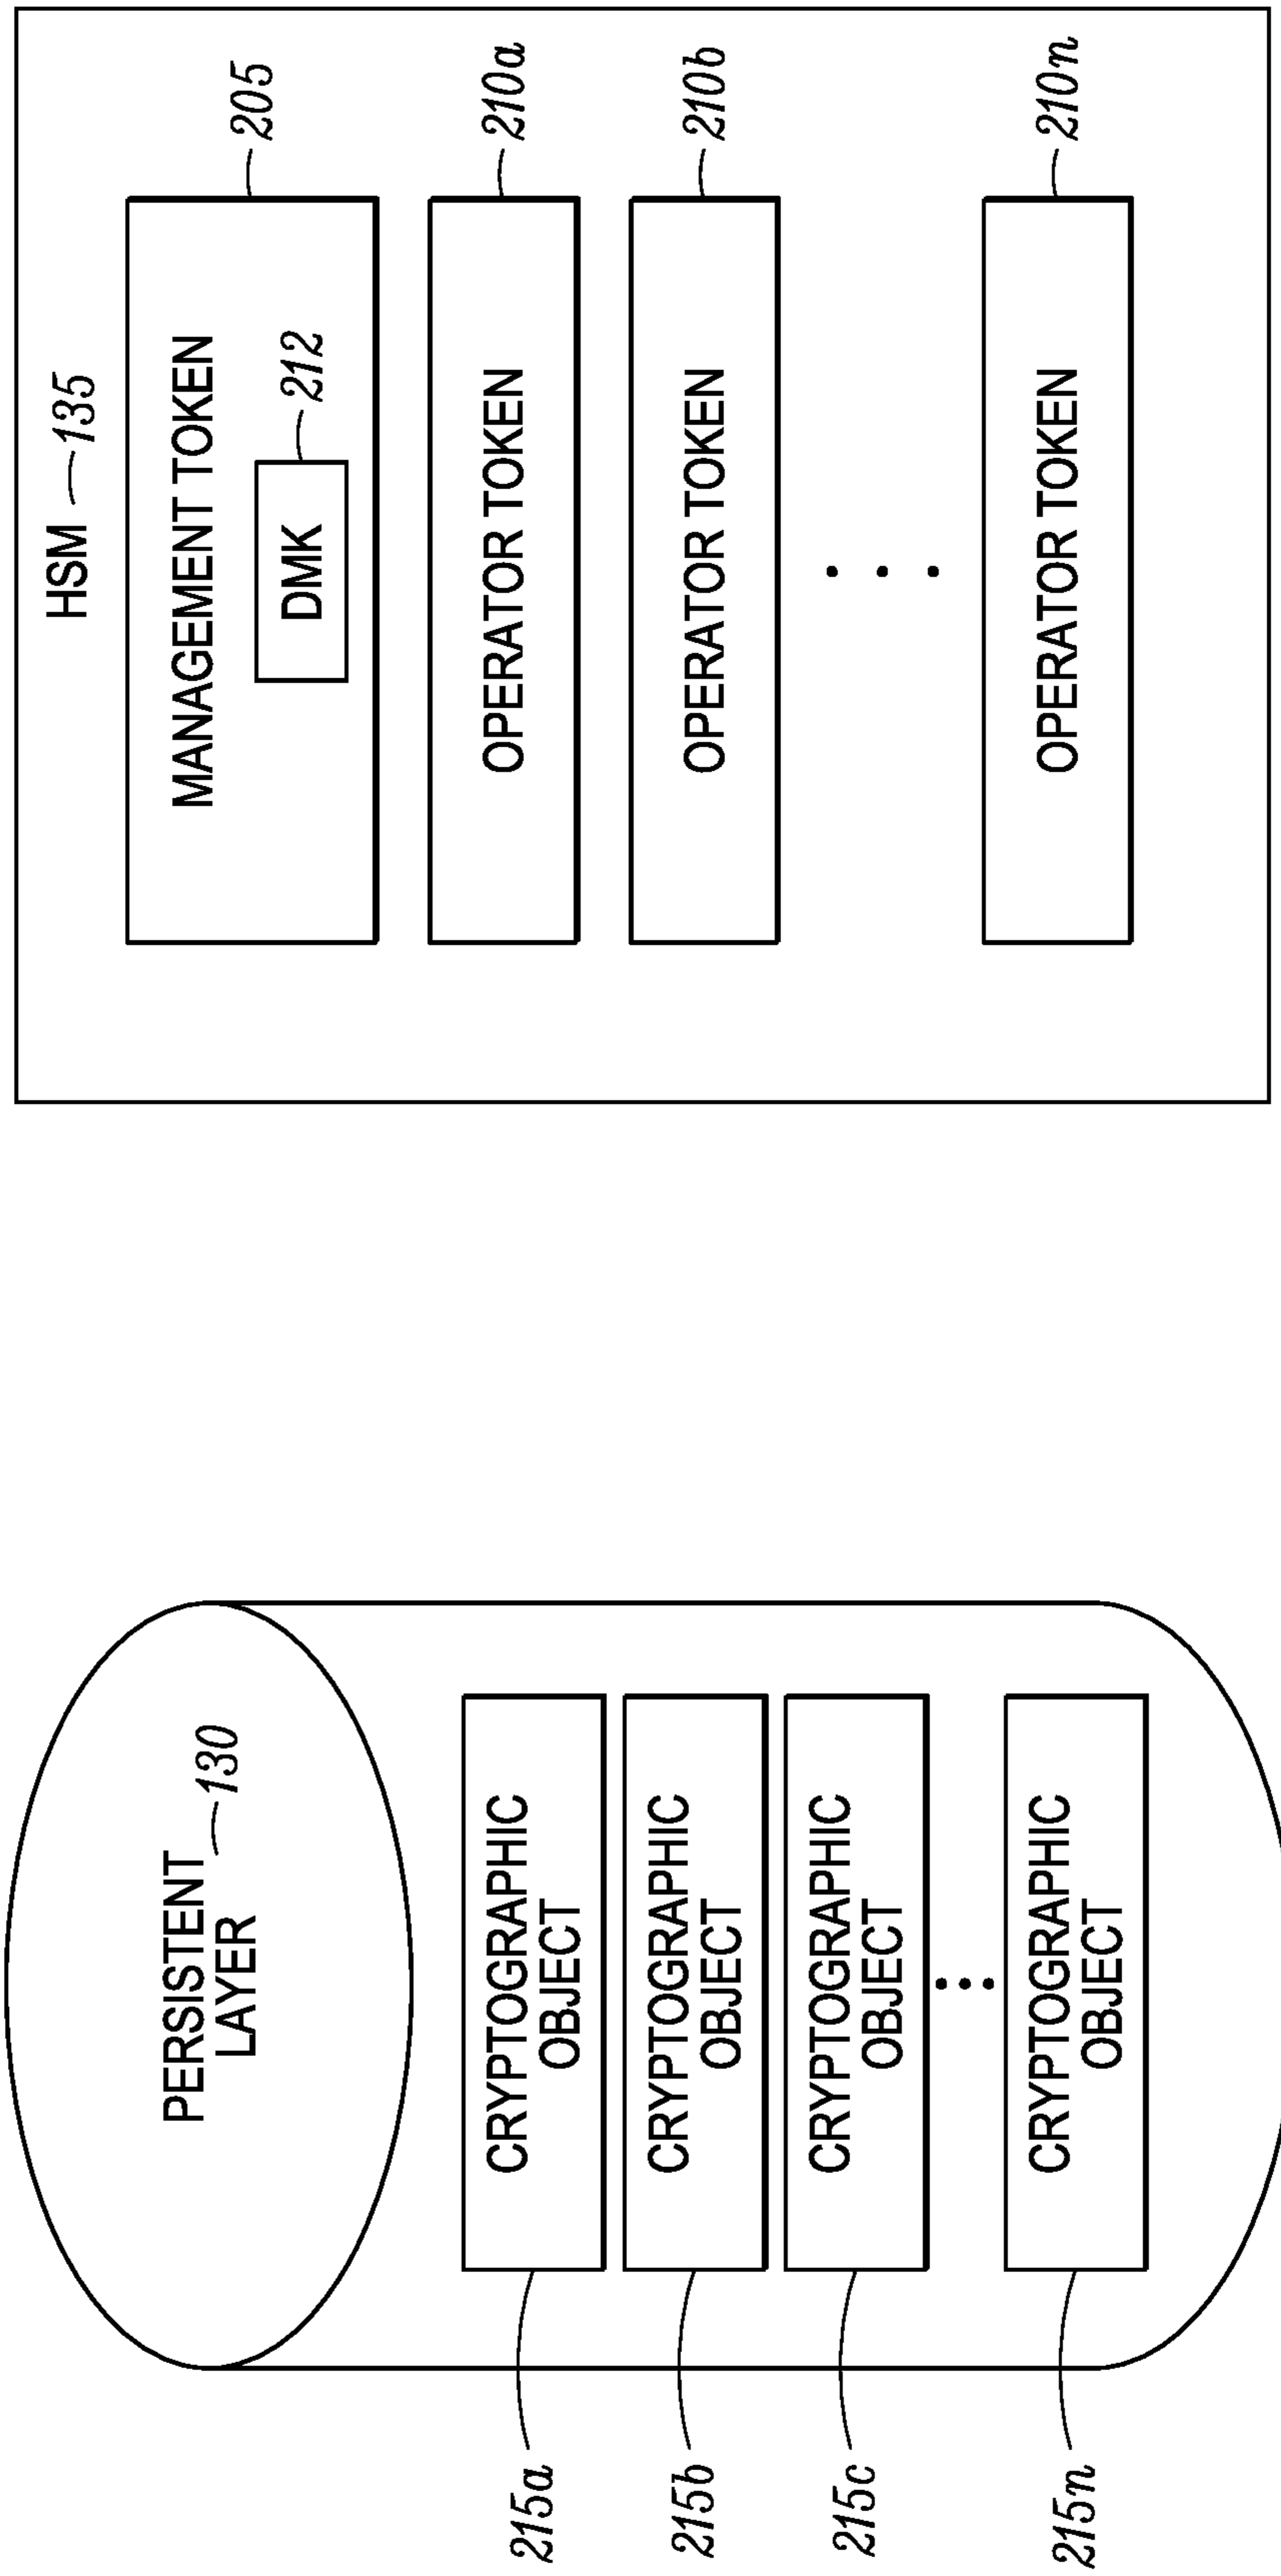 PERSISTENT
LAYER
130
CRYPTOGRAPHIC
OBJECT
215a
CRYPTOGRAPHIC
OBJECT
215b
CRYPTOGRAPHIC
OBJECT
215c
CRYPTOGRAPHIC
OBJECT
215n
HSM 135
MANAGEMENT TOKEN
205
DMK
212
OPERATOR TOKEN
210a
OPERATOR TOKEN
210b
OPERATOR TOKEN
210n